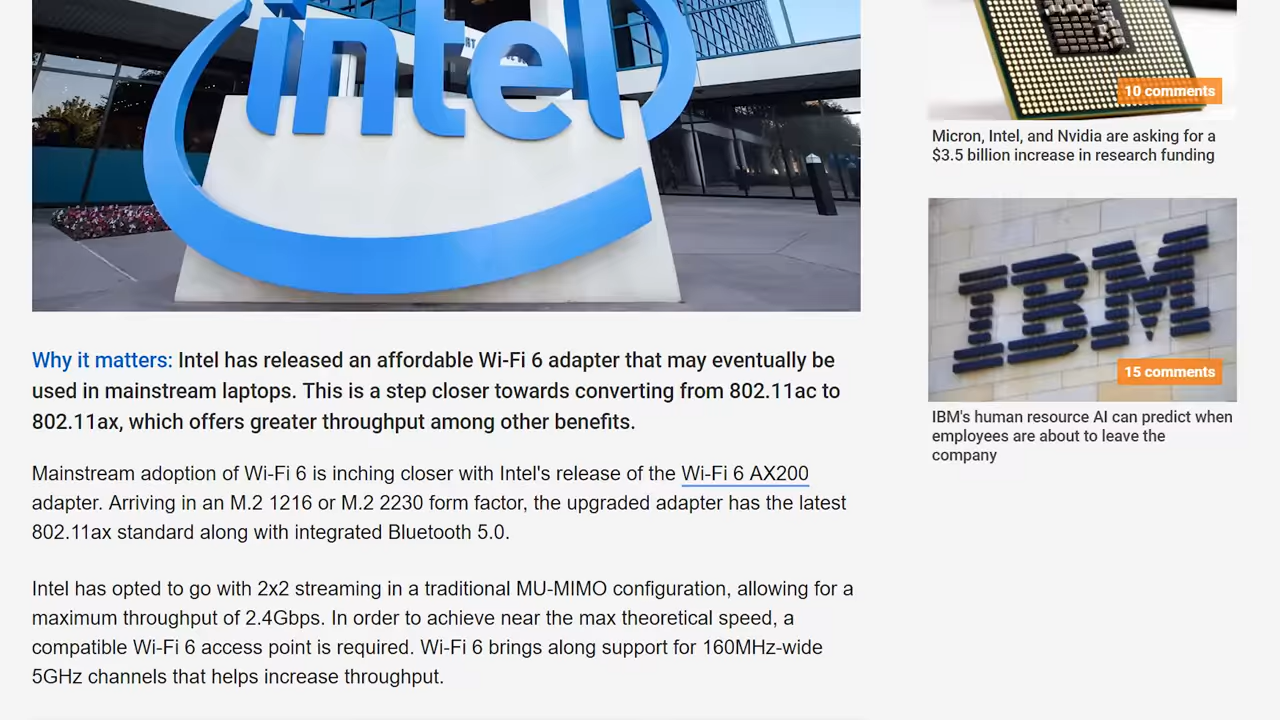 intel
Why it matters: Intel has released an affordable Wi-Fi 6 adapter that may eventually be
used in mainstream laptops. This is a step closer towards converting from 802.11ac to
802.11ax, which offers greater throughput among other benefits.
Mainstream adoption of Wi-Fi 6 is inching closer with Intel's release of the Wi-Fi 6 AX200
adapter. Arriving in an M.2 1216 or M.2 2230 form factor, the upgraded adapter has the latest
802.11ax standard along with integrated Bluetooth 5.0.
Intel has opted to go with 2x2 streaming in a traditional MU-MIMO configuration, allowing for a
maximum throughput of 2.4Gbps. In order to achieve near the max theoretical speed, a
compatible Wi-Fi 6 access point is required. Wi-Fi 6 brings along support for 160MHz-wide
5GHz channels that helps increase throughput.
10 comments
Micron, Intel, and Nvidia are asking for a
$3.5 billion increase in research funding
IBM
15 comments
IBM's human resource AI can predict when
employees are about to leave the
company